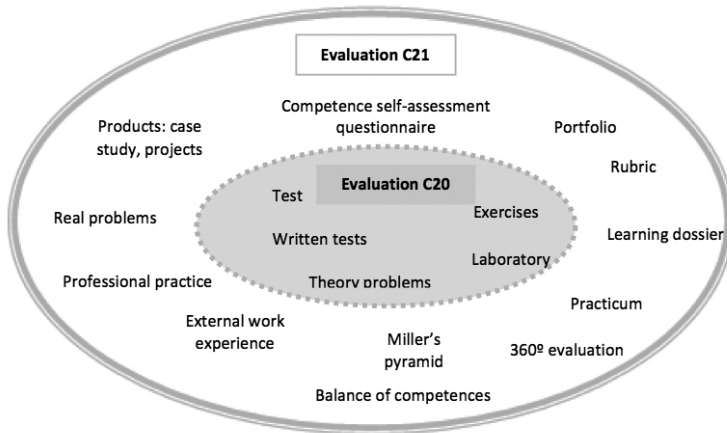 Evaluation C21
Competence self-assessment
questionnaire
Products: case
study, projects
Portfolio
Rubric
Evaluation C20
Test
Exercises
Real problems
Written tests
Learning dossier
Laboratory
Professional practice
Theory problems
Practicum
External work
experience
Miller's
pyramid
360º evaluation
Balance of competences